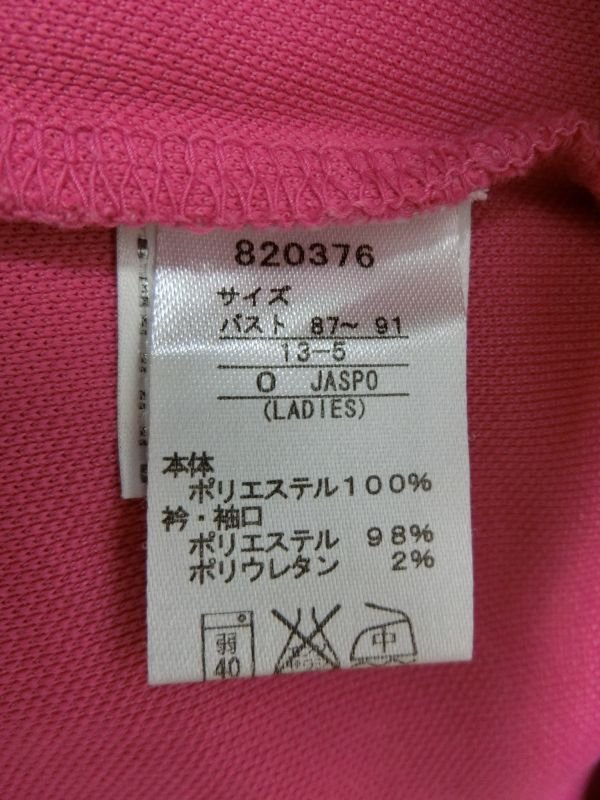 820376
サイズ
バスト 87～ 91
13-5
O JASPO
(LADIES)
本体
ポリエステル100%
衿・袖口
ポリエステル 98%
ポリウレタン 2%
弱 中
40